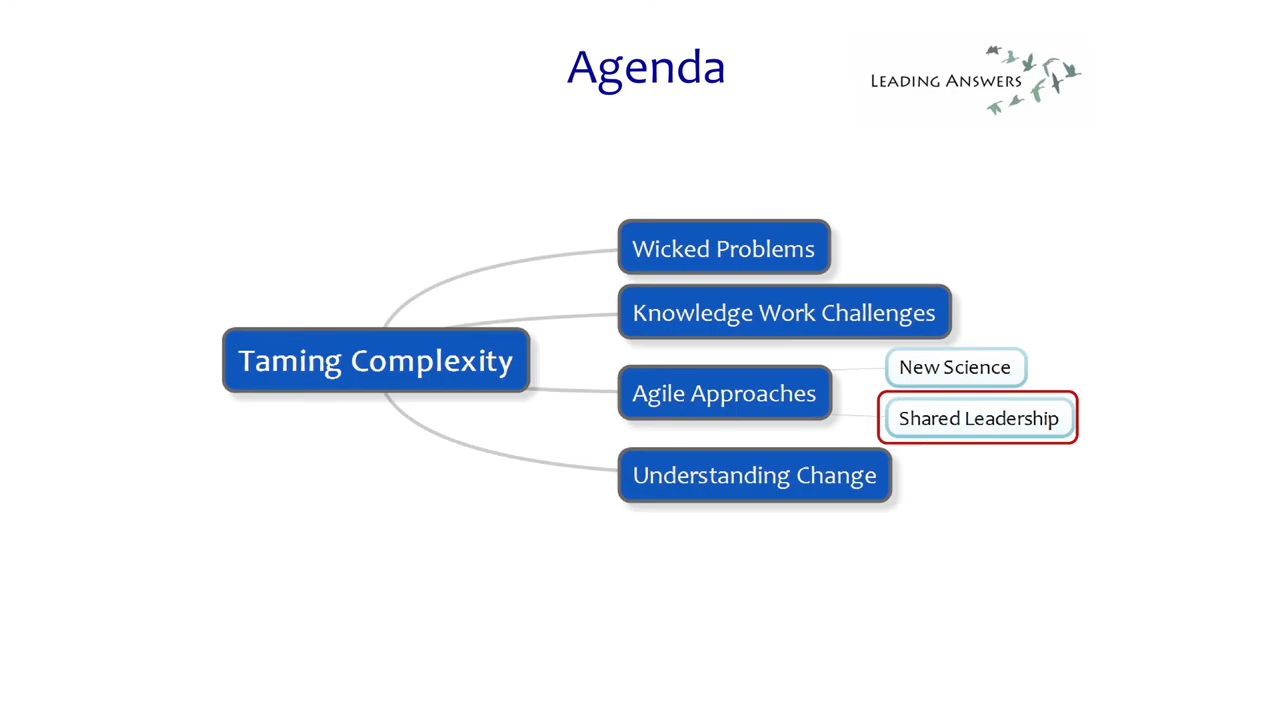 Agenda
LEADING ANSWERS
Wicked Problems
Knowledge Work Challenges
Taming Complexity
New Science
Agile Approaches
Shared Leadership
Understanding Change